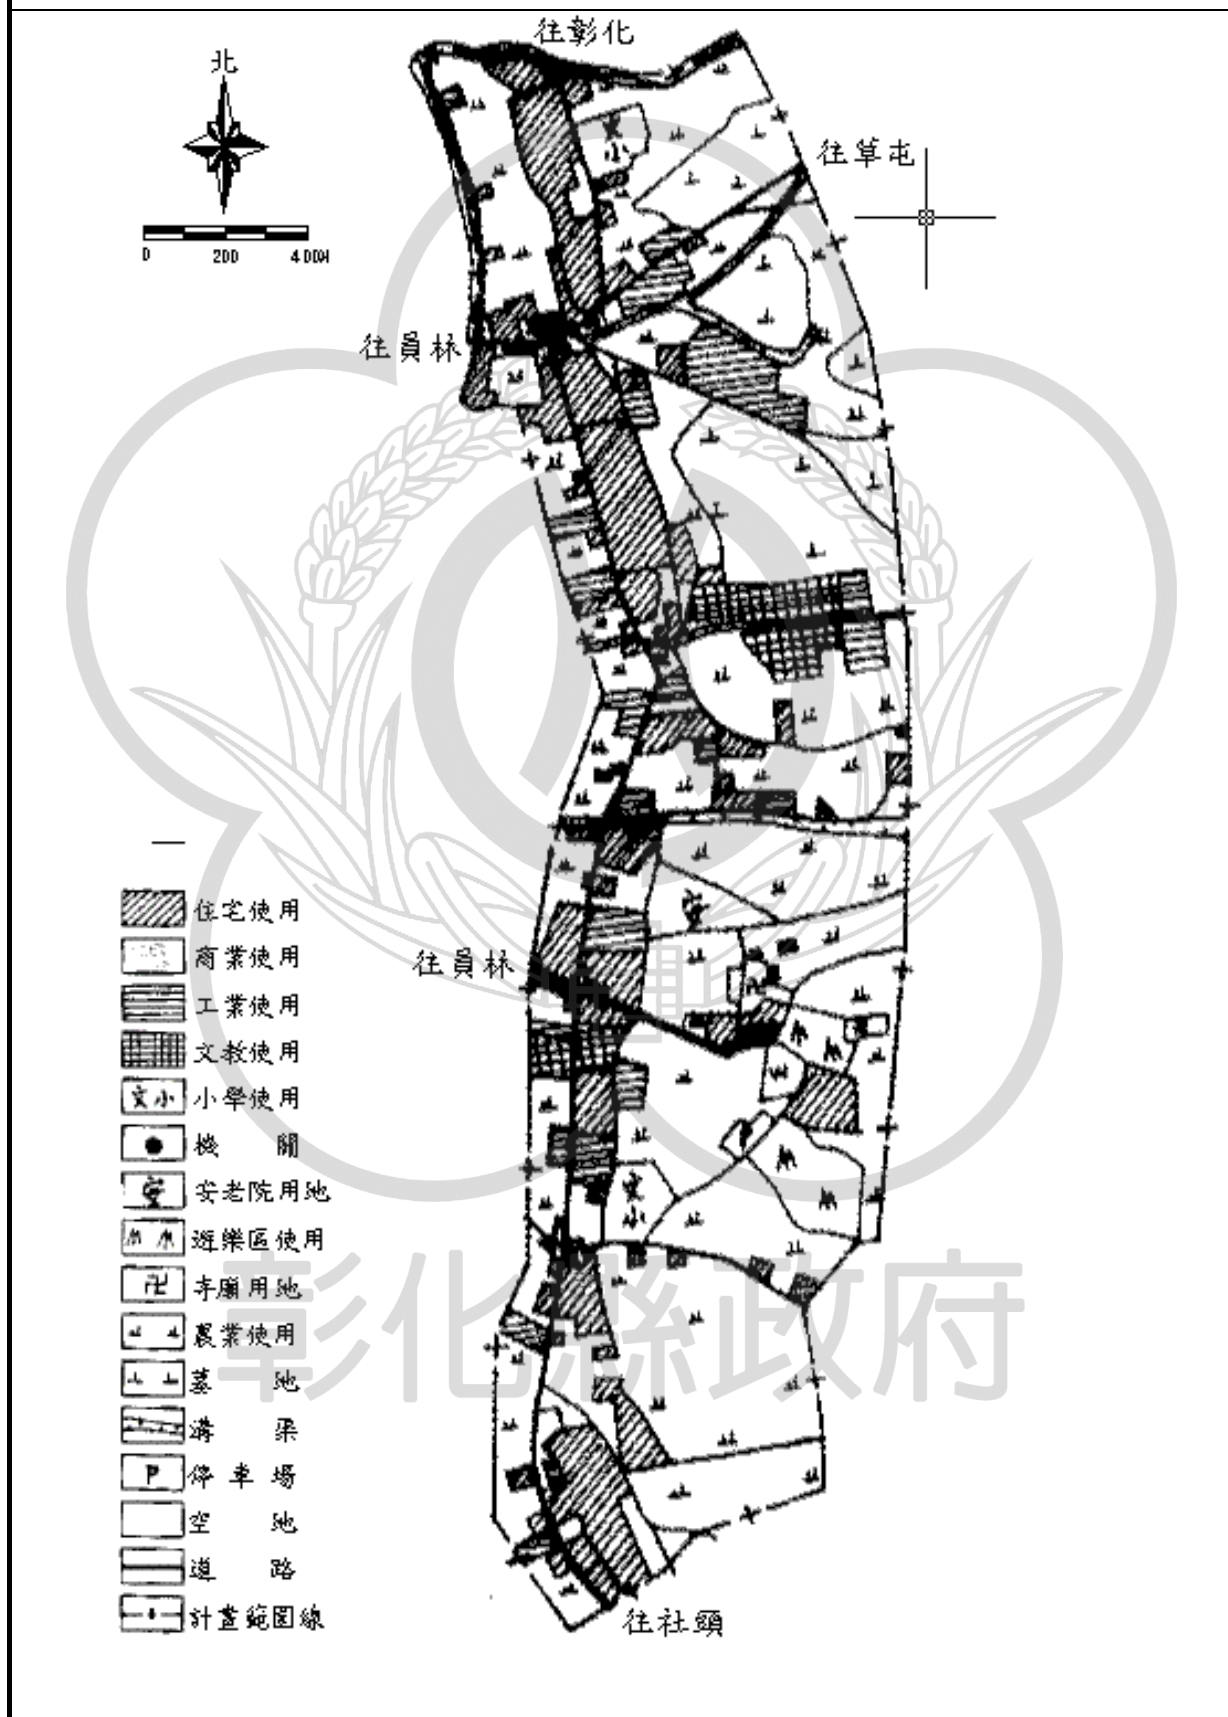 往彰化
北
往草屯
0 200 400M
往員林
文
小
往員林
安
文
小
住宅使用
商業使用
工業使用
文教使用
文小 小學使用
機 關
安 安老院用地
遊樂區使用
卍 寺廟用地
農業使用
墓 地
溝 渠
P 停車場
空 地
道 路
計畫範圍線
往社頭
彰化縣政府